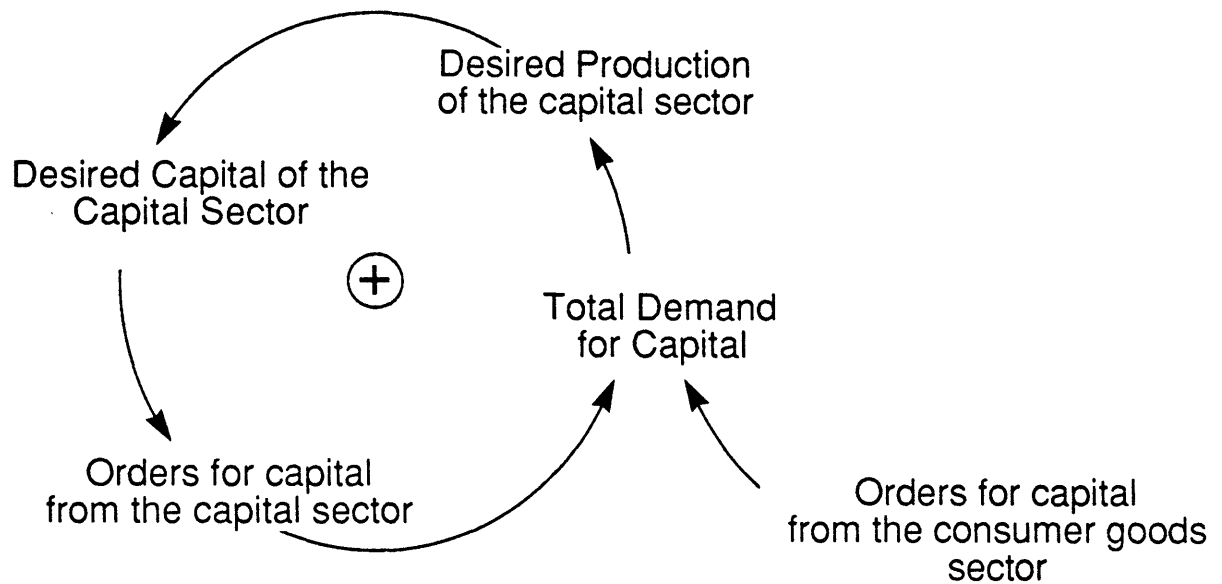 Desired Production
of the capital sector
Desired Capital of the
Capital Sector
+
Total Demand
for Capital
Orders for capital
from the capital sector
Orders for capital
from the consumer goods
sector